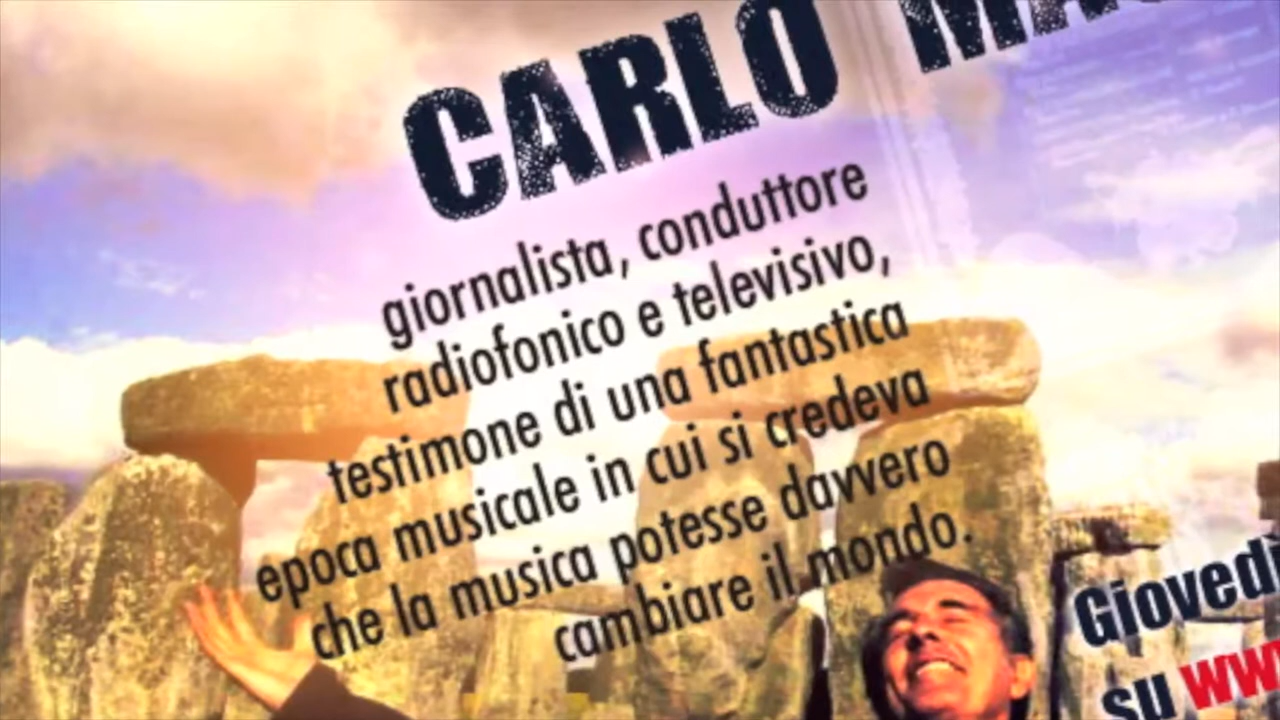 CARLO
giornalista, conduttore
radiofonico e televisivo,
testimone di una fantastica
epoca musicale in cui si credeva
che la musica potesse davvero
cambiare il mondo.
Giovedì
su